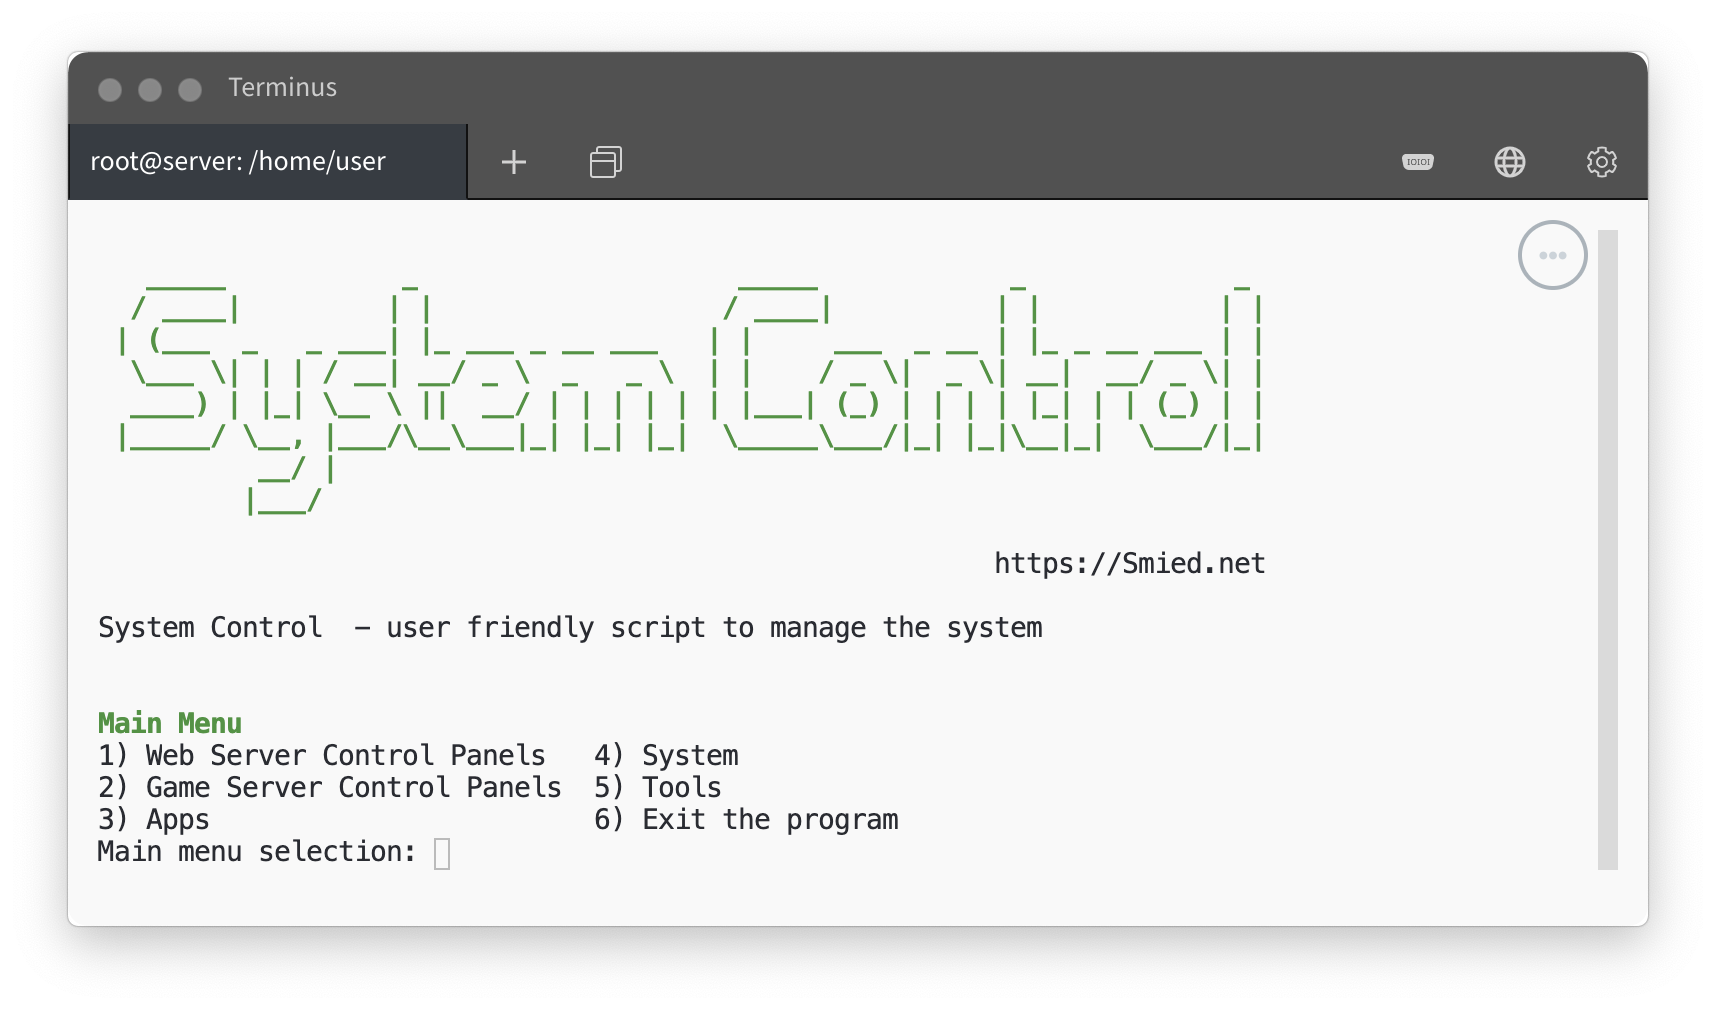 Terminus
root@server: /home/user
IOIOI
System Control
https://Smied.net
System Control  – user friendly script to manage the system
Main Menu
1) Web Server Control Panels   4) System
2) Game Server Control Panels  5) Tools
3) Apps                        6) Exit the program
Main menu selection: